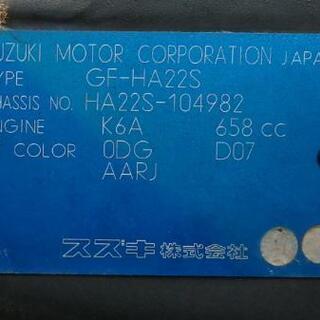 UZUKI MOTOR CORPORATION JAPA
YPE GF-HA22S
HASSIS NO. HA22S-104982
NGINE K6A 658 cc
COLOR 0DG D07
AARJ
スズキ株式会社